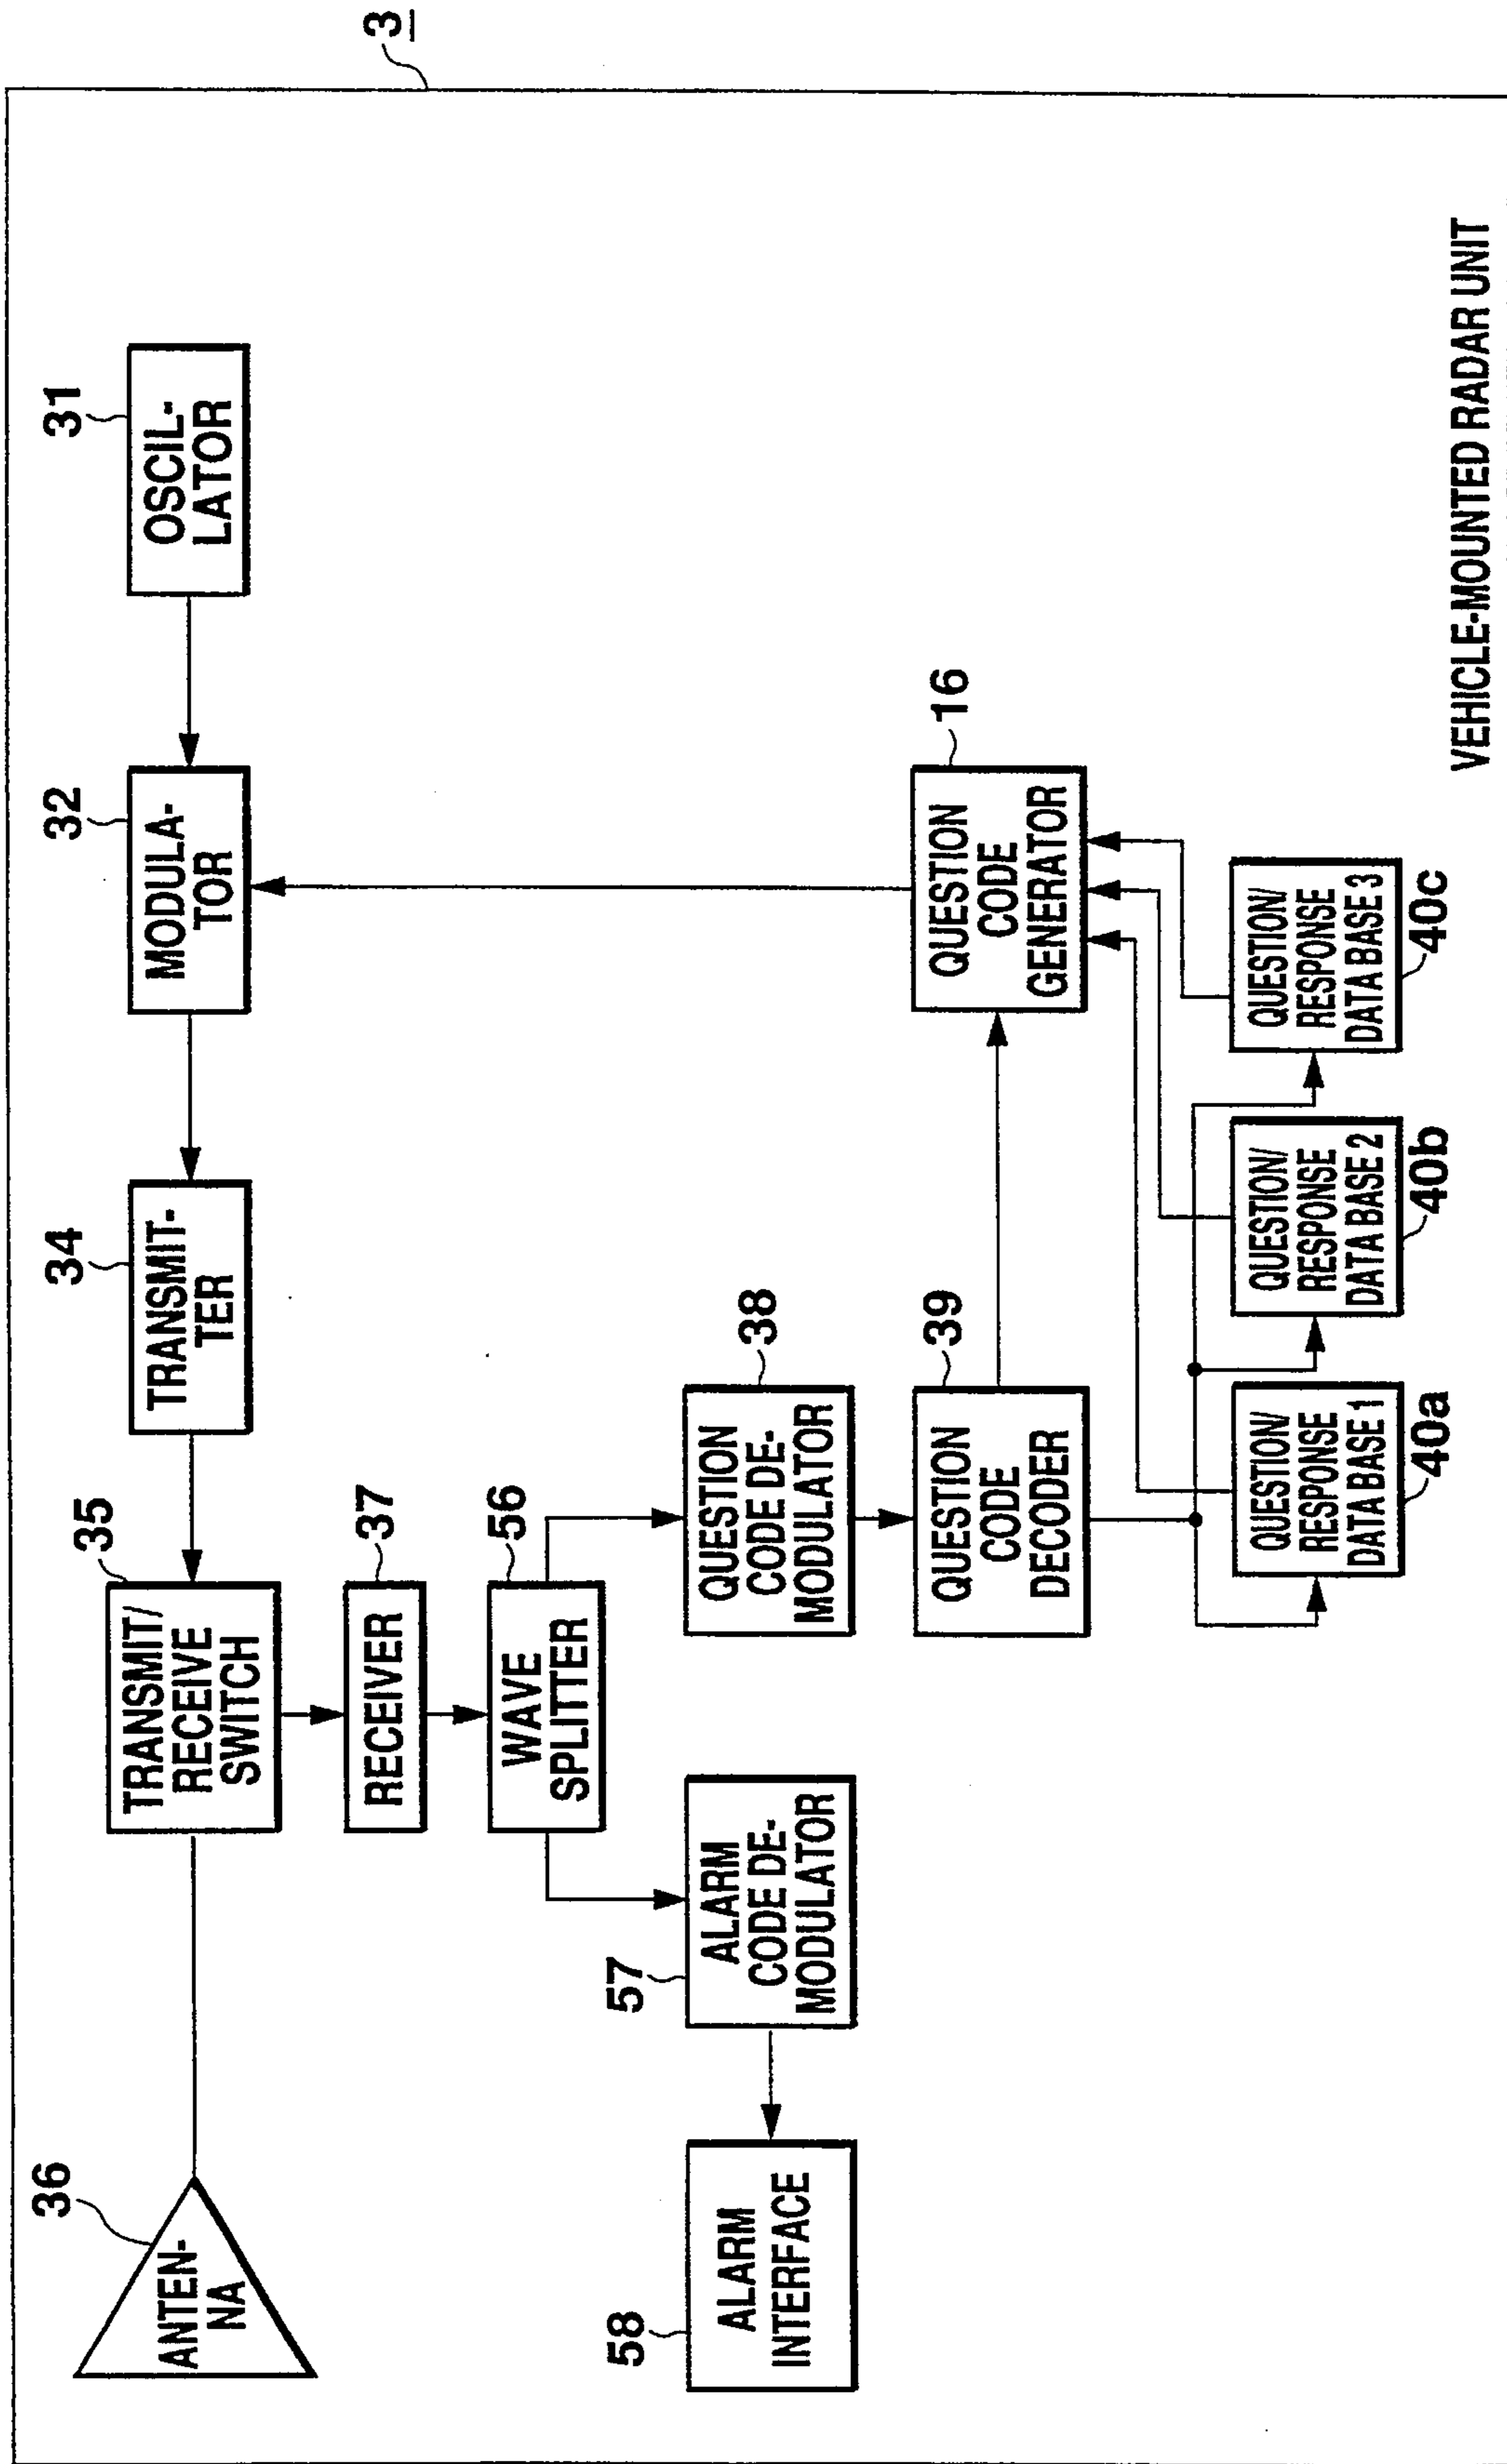 3
36
ANTEN-
NA
35
TRANSMIT/
RECEIVE
SWITCH
34
TRANSMIT-
TER
32
MODULA-
TOR
31
OSCIL-
LATOR
37
RECEIVER
56
WAVE
SPLITTER
57
ALARM
CODE DE-
MODULATOR
58
ALARM
INTERFACE
38
QUESTION
CODE DE-
MODULATOR
39
QUESTION
CODE
DECODER
16
QUESTION
CODE
GENERATOR
QUESTION/
RESPONSE
DATA BASE 1
40a
QUESTION/
RESPONSE
DATA BASE 2
40b
QUESTION/
RESPONSE
DATA BASE 3
40c
VEHICLE-MOUNTED RADAR UNIT